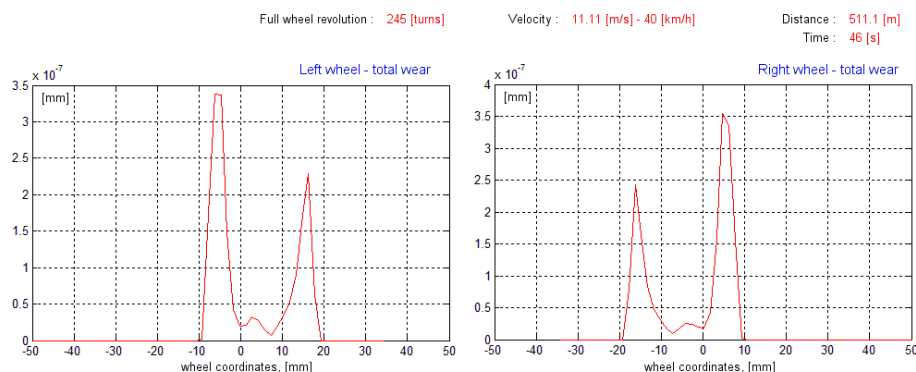 Full wheel revolution : 245 [turns] Velocity : 11.11 [m/s] - 40 [km/h] Distance : 511.1 [m]
Time : 46 [s]
x 10-7 Left wheel - total wear
[mm]
3.5
3
2.5
2
1.5
1
0.5
0
-50 -40 -30 -20 -10 0 10 20 30 40 50
wheel coordinates, [mm]
x 10-7 Right wheel - total wear
[mm]
4
3.5
3
2.5
2
1.5
1
0.5
0
-50 -40 -30 -20 -10 0 10 20 30 40 50
wheel coordinates, [mm]